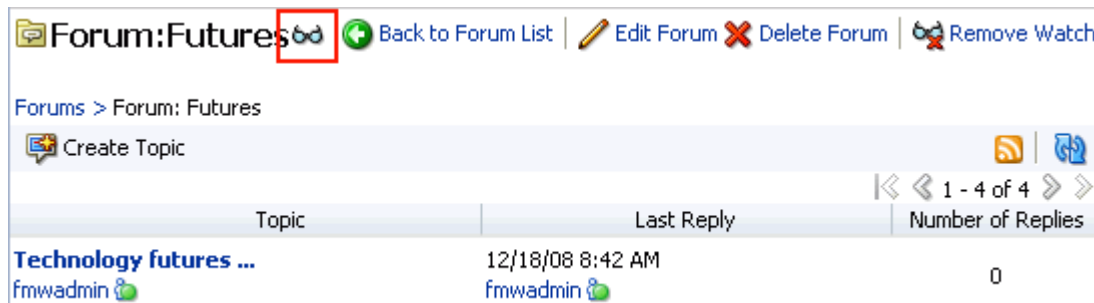 Forum:Futures Back to Forum List Edit Forum Delete Forum Remove Watch
Forums > Forum: Futures
Create Topic
1 - 4 of 4
Topic Last Reply Number of Replies
Technology futures ... 12/18/08 8:42 AM 0
fmwadmin fmwadmin